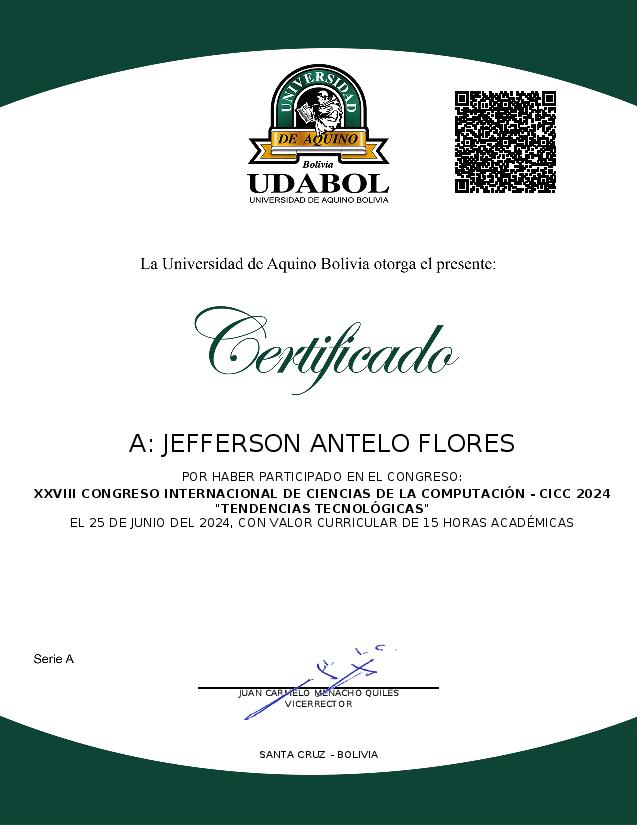 UNIVERSIDAD
DE AQUINO
Bolivia
UDABOL
UNIVERSIDAD DE AQUINO BOLIVIA
La Universidad de Aquino Bolivia otorga el presente:
Certificado
A: JEFFERSON ANTELO FLORES
POR HABER PARTICIPADO EN EL CONGRESO:
XXVIII CONGRESO INTERNACIONAL DE CIENCIAS DE LA COMPUTACIÓN - CICC 2024
"TENDENCIAS TECNOLÓGICAS"
EL 25 DE JUNIO DEL 2024, CON VALOR CURRICULAR DE 15 HORAS ACADÉMICAS
Serie A
JUAN CARMELO MENACHO QUILES
VICERRECTOR
SANTA CRUZ - BOLIVIA